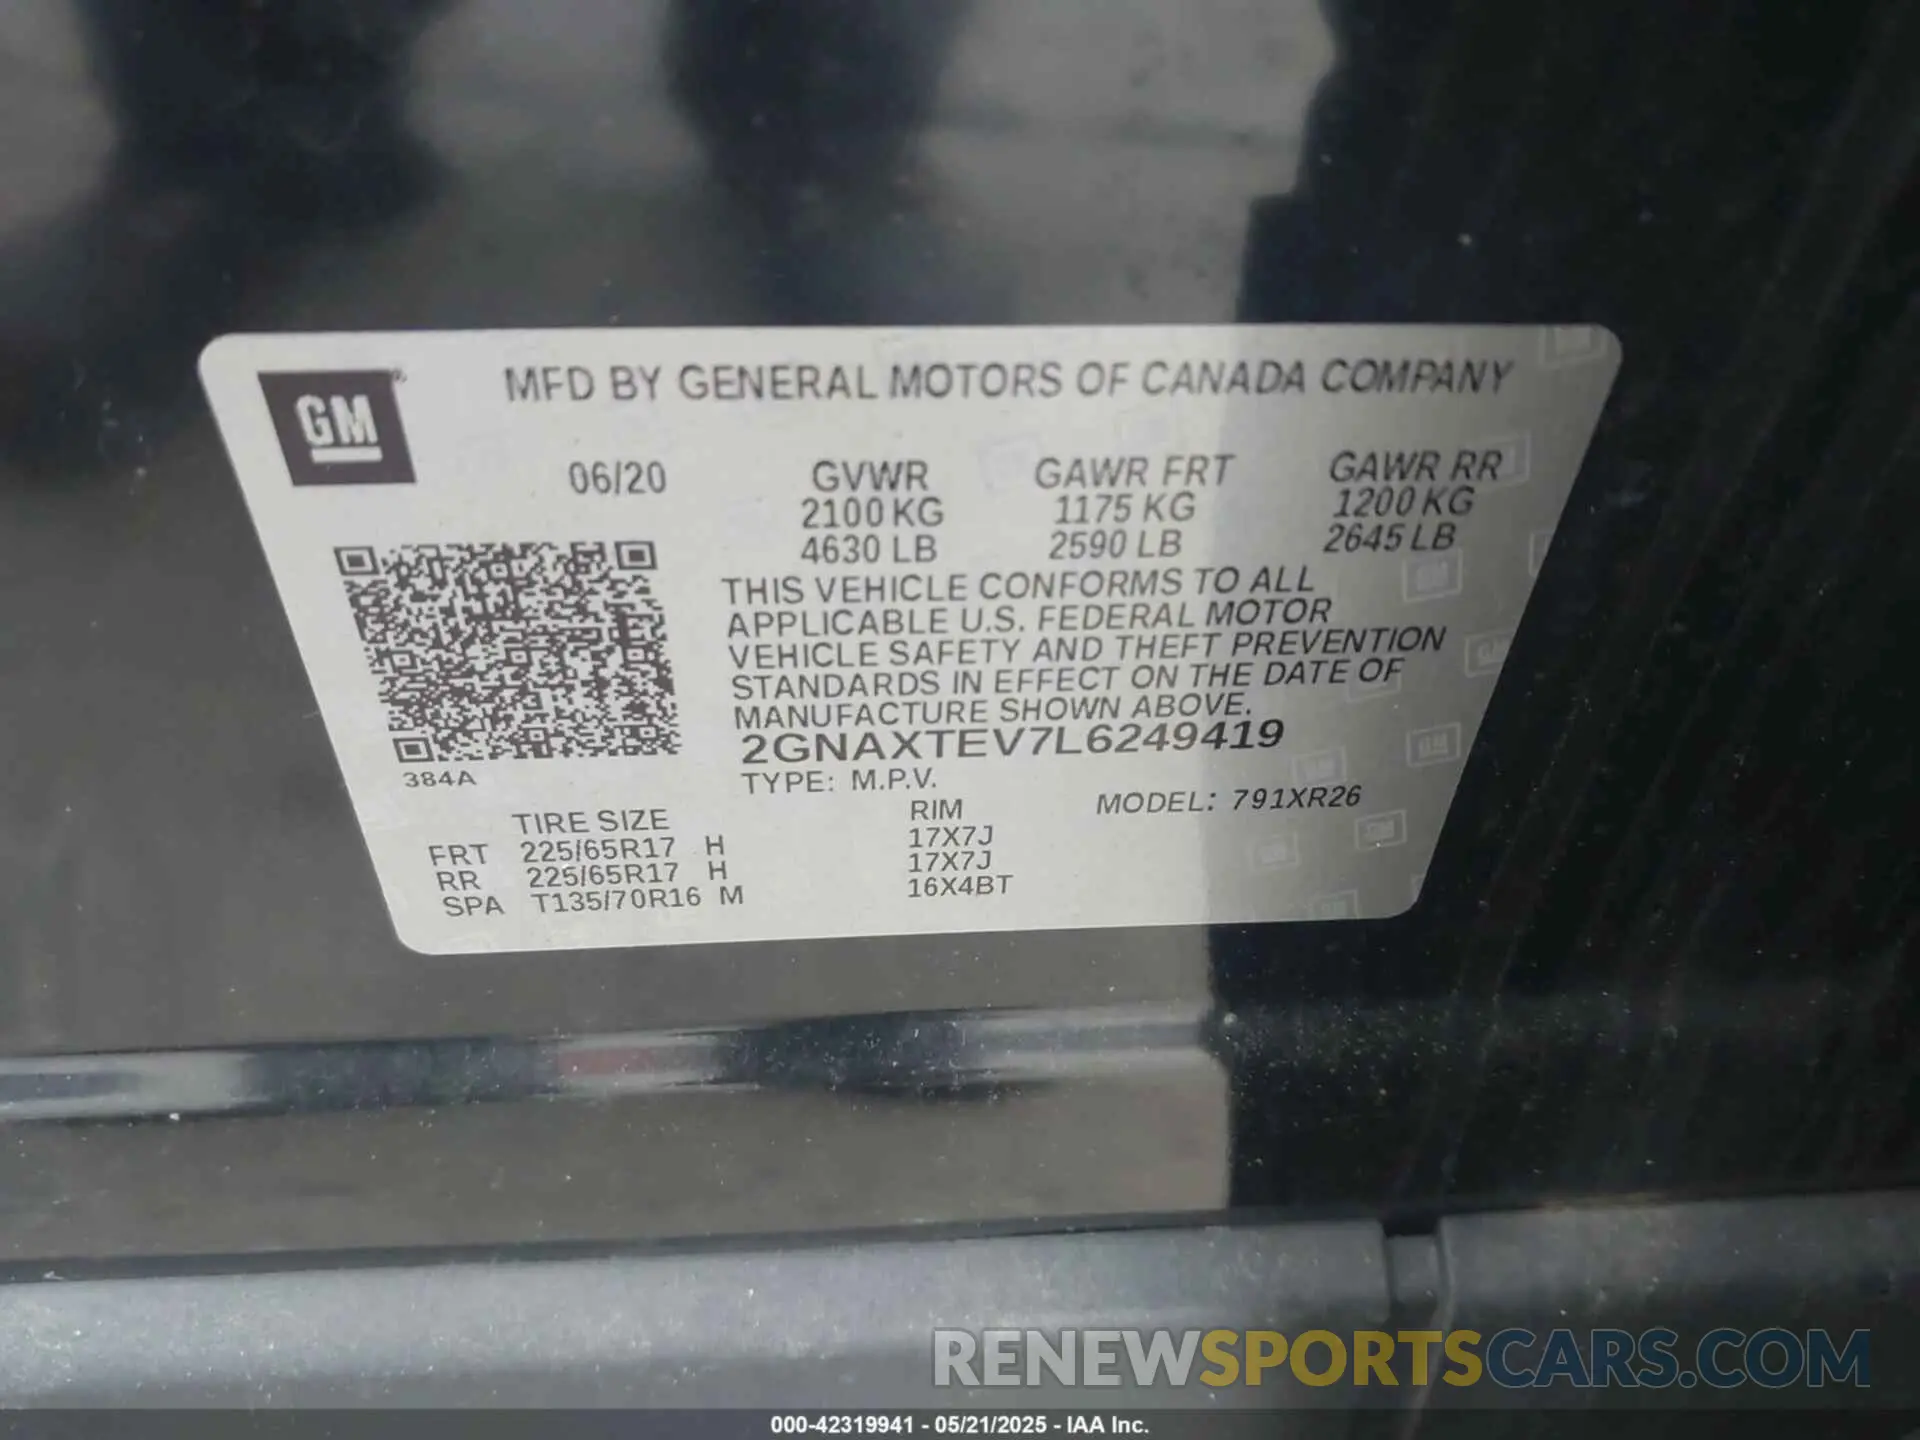 MFD BY GENERAL MOTORS OF CANADA COMPANY
GM
06/20
GVWR GAWR FRT GAWR RR
2100 KG 1175 KG 1200 KG
4630 LB 2590 LB 2645 LB
THIS VEHICLE CONFORMS TO ALL
APPLICABLE U.S. FEDERAL MOTOR
VEHICLE SAFETY AND THEFT PREVENTION
STANDARDS IN EFFECT ON THE DATE OF
MANUFACTURE SHOWN ABOVE.
2GNAXTEV7L6249419
384A
TYPE: M.P.V.
TIRE SIZE RIM MODEL: 791XR26
FRT 225/65R17 H 17X7J
RR 225/65R17 H 17X7J
SPA T135/70R16 M 16X4BT
RENEWSPORTSCARS.COM
000-42319941 - 05/21/2025 - IAA Inc.